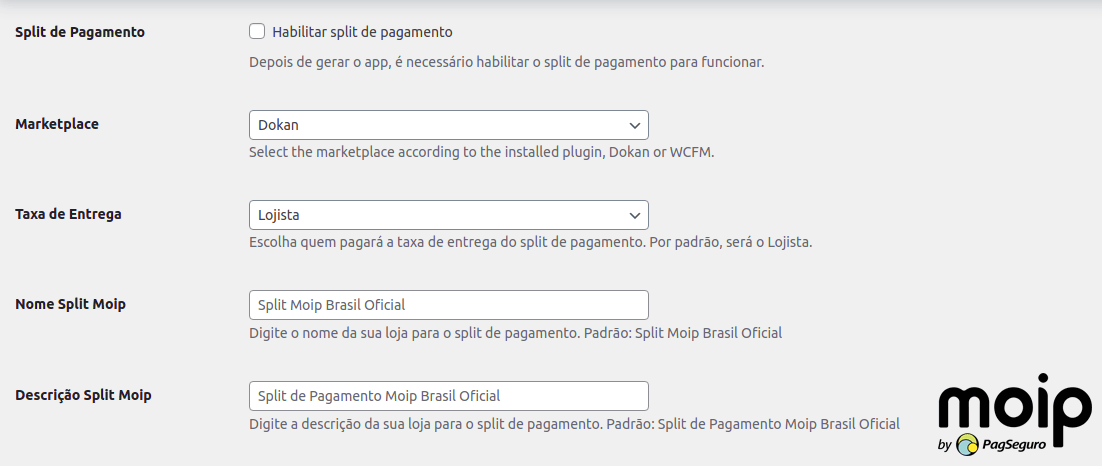 Split de Pagamento
Habilitar split de pagamento
Depois de gerar o app, é necessário habilitar o split de pagamento para funcionar.
Marketplace
Dokan
Select the marketplace according to the installed plugin, Dokan or WCFM.
Taxa de Entrega
Lojista
Escolha quem pagará a taxa de entrega do split de pagamento. Por padrão, será o Lojista.
Nome Split Moip
Split Moip Brasil Oficial
Digite o nome da sua loja para o split de pagamento. Padrão: Split Moip Brasil Oficial
Descrição Split Moip
Split de Pagamento Moip Brasil Oficial
Digite a descrição da sua loja para o split de pagamento. Padrão: Split de Pagamento Moip Brasil Oficial
moip
by PagSeguro